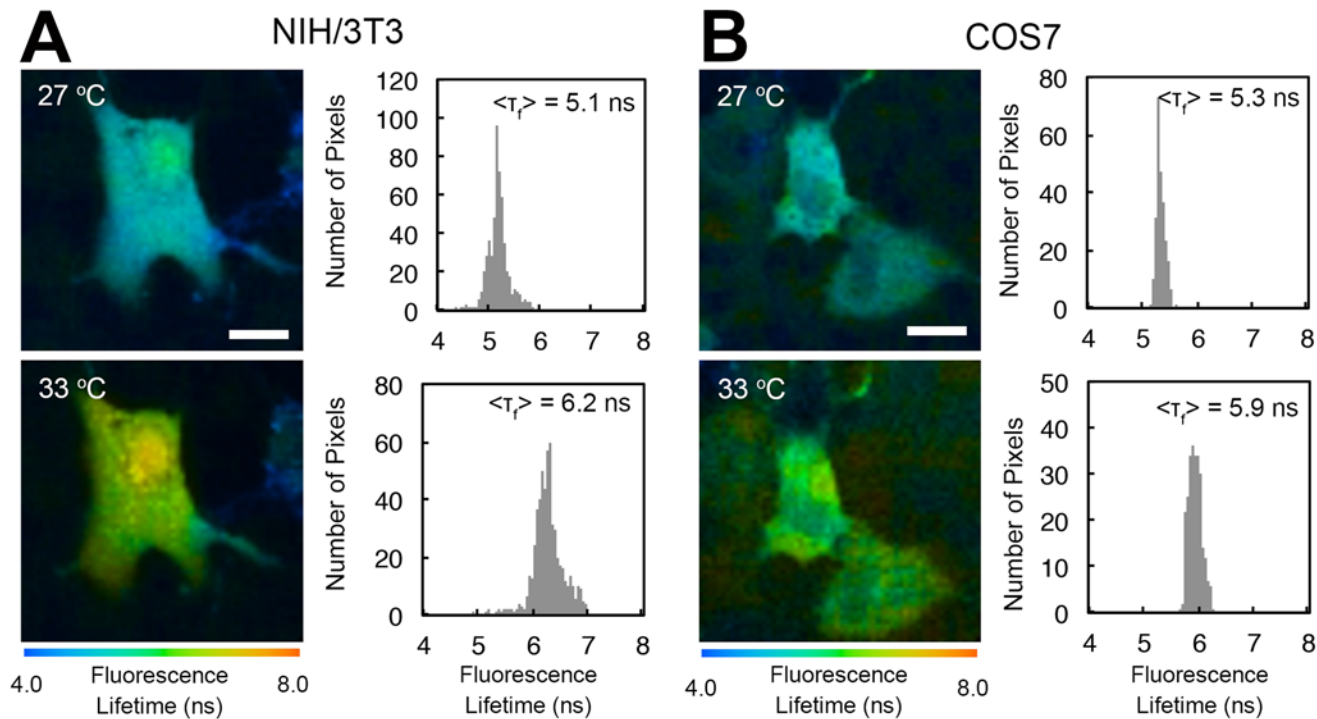 A
NIH/3T3
27 °C
Number of Pixels
120
100
80
60
40
20
0
<τf> = 5.1 ns
4 5 6 7 8
33 °C
Number of Pixels
80
60
40
20
0
<τf> = 6.2 ns
4 5 6 7 8
4.0 Fluorescence 8.0
Lifetime (ns)
Fluorescence
Lifetime (ns)
B
COS7
27 °C
Number of Pixels
80
60
40
20
0
<τf> = 5.3 ns
4 5 6 7 8
33 °C
Number of Pixels
50
40
30
20
10
0
<τf> = 5.9 ns
4 5 6 7 8
4.0 Fluorescence 8.0
Lifetime (ns)
Fluorescence
Lifetime (ns)